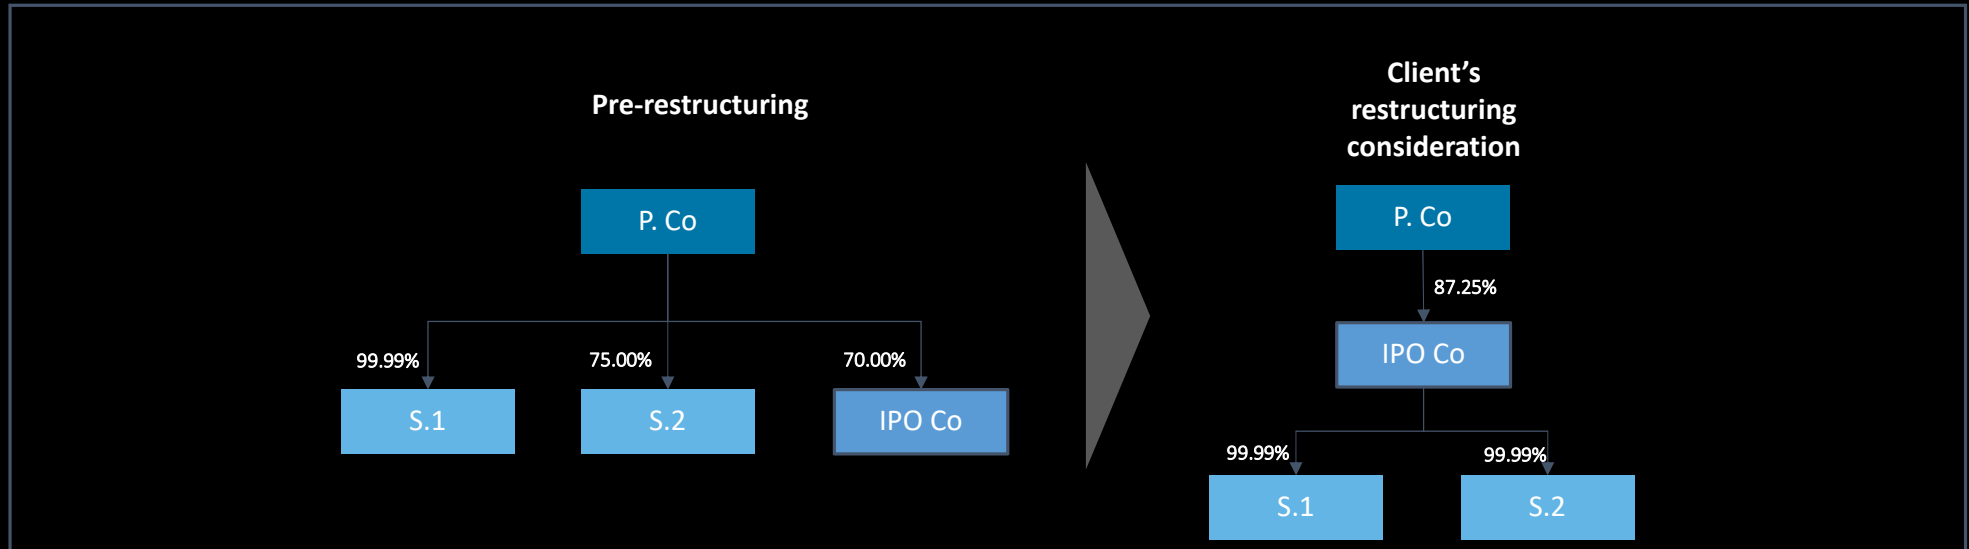 Pre-restructuring
P. Co
99.99%
75.00%
70.00%
S.1
S.2
IPO Co
Client’s
restructuring
consideration
P. Co
87.25%
IPO Co
99.99%
99.99%
S.1
S.2